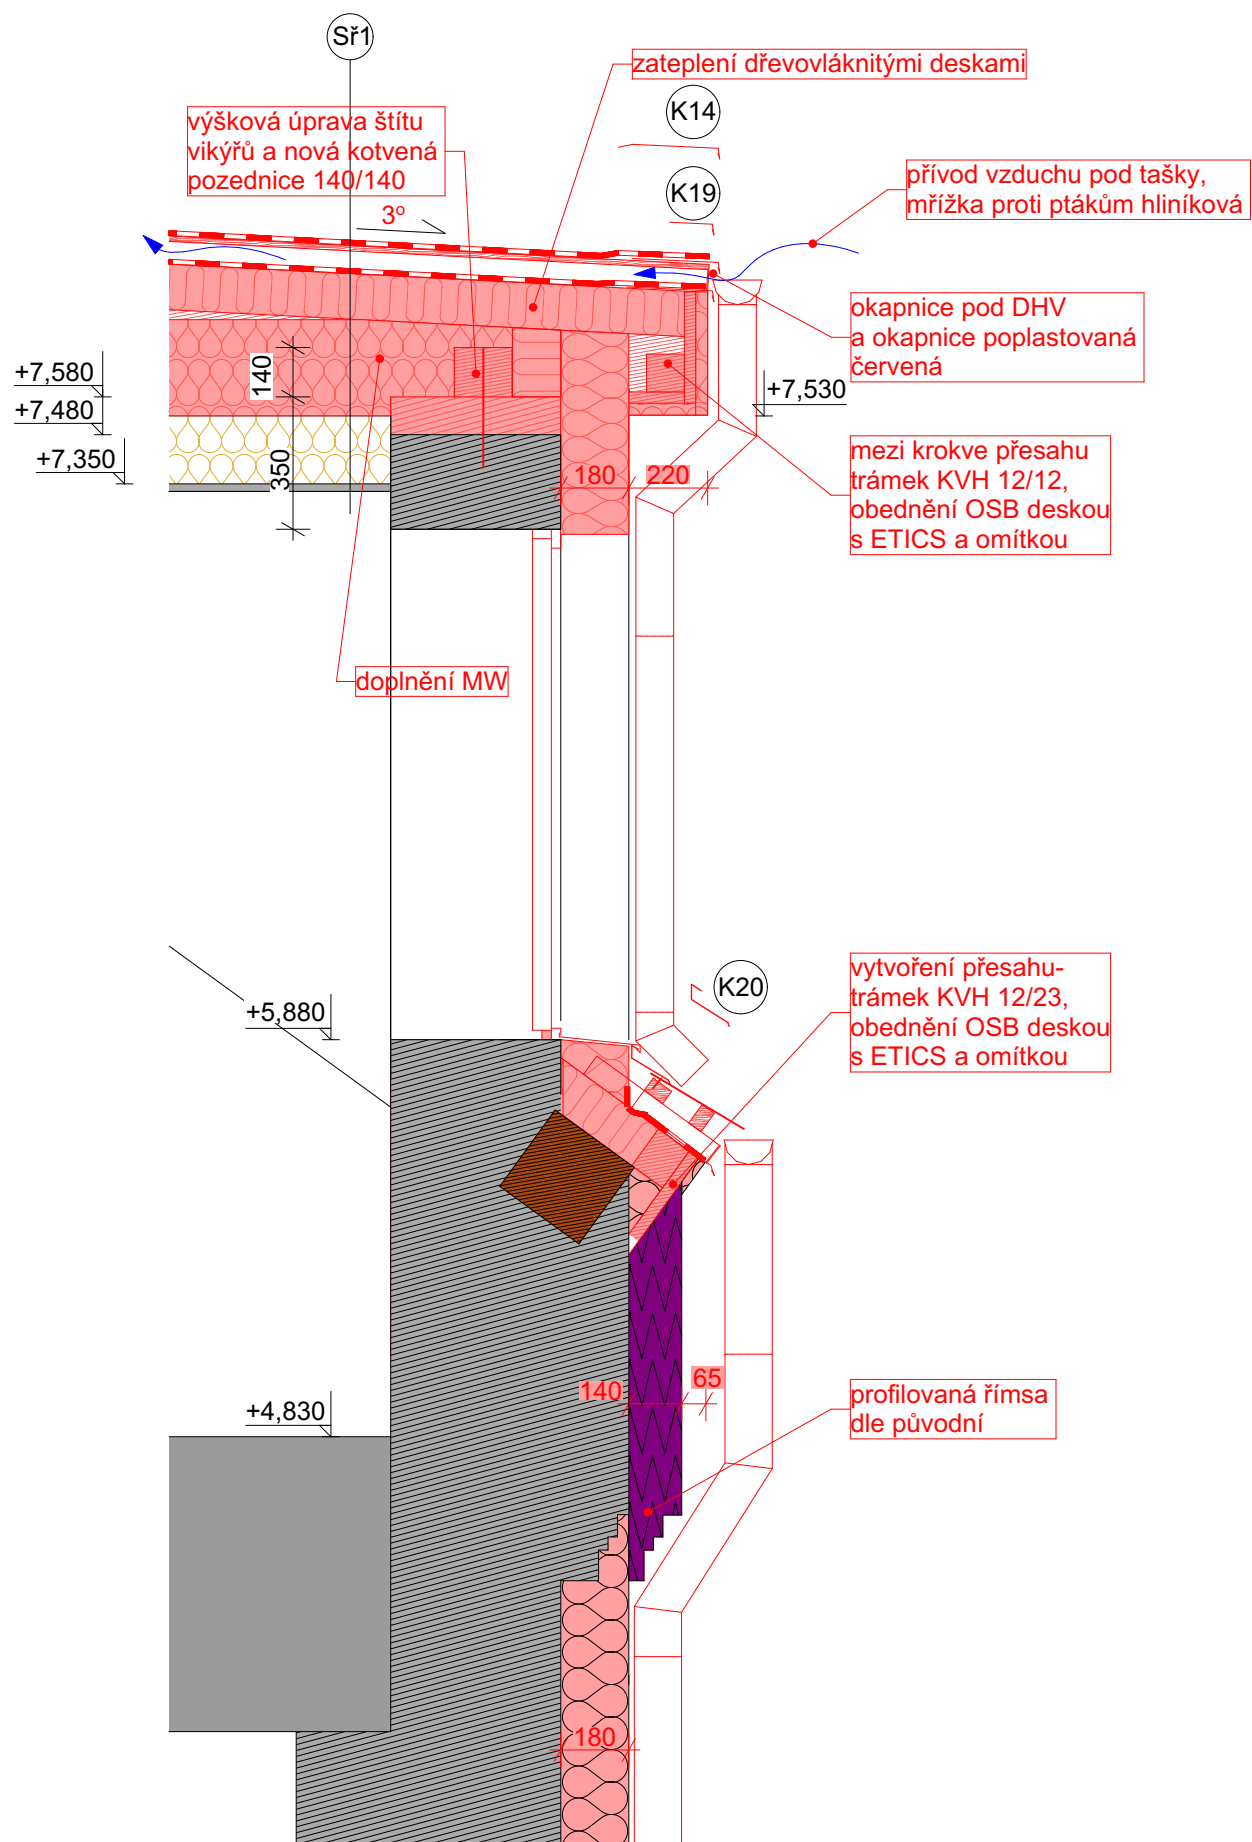 Sř1
zateplení dřevovláknitými deskami
K14
výšková úprava štítu
vikýřů a nová kotvená
pozednice 140/140
K19
přívod vzduchu pod tašky,
mřížka proti ptákům hliníková
3º
okapnice pod DHV
a okapnice poplastovaná
červená
+7,580
140
+7,530
+7,480
+7,350
350
180
220
mezi krokve přesahu
trámek KVH 12/12,
obednění OSB deskou
s ETICS a omítkou
doplnění MW
K20
vytvoření přesahu-
trámek KVH 12/23,
obednění OSB deskou
s ETICS a omítkou
+5,880
140
65
profilovaná římsa
dle původní
+4,830
180